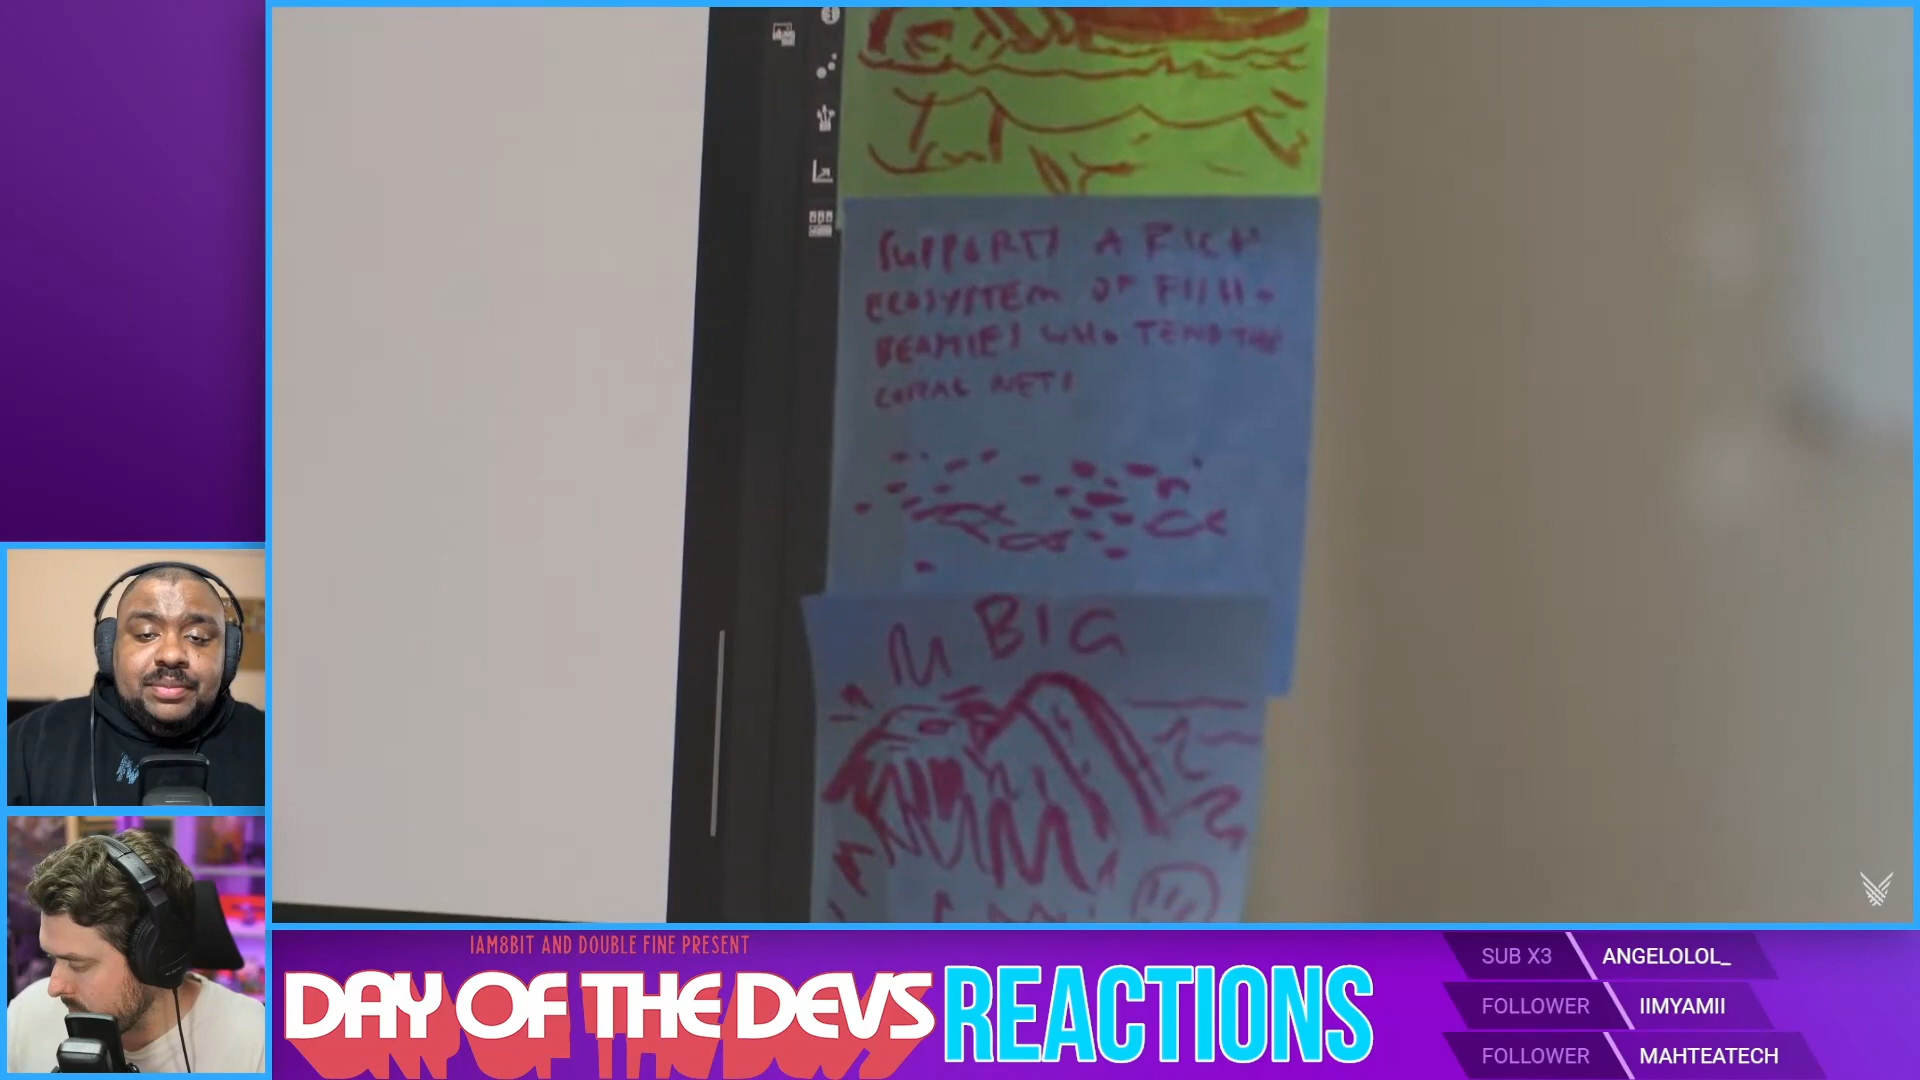 SUPPORTS A RICH
ECOSYSTEM OF FISH-
BEAMIES WHO TEND THE
CORAL NETS
BIG
IAM8BIT AND DOUBLE FINE PRESENT
DAY OF THE DEVS REACTIONS
SUB X3 ANGELOLOL_
FOLLOWER IIMYAMII
FOLLOWER MAHTEATECH